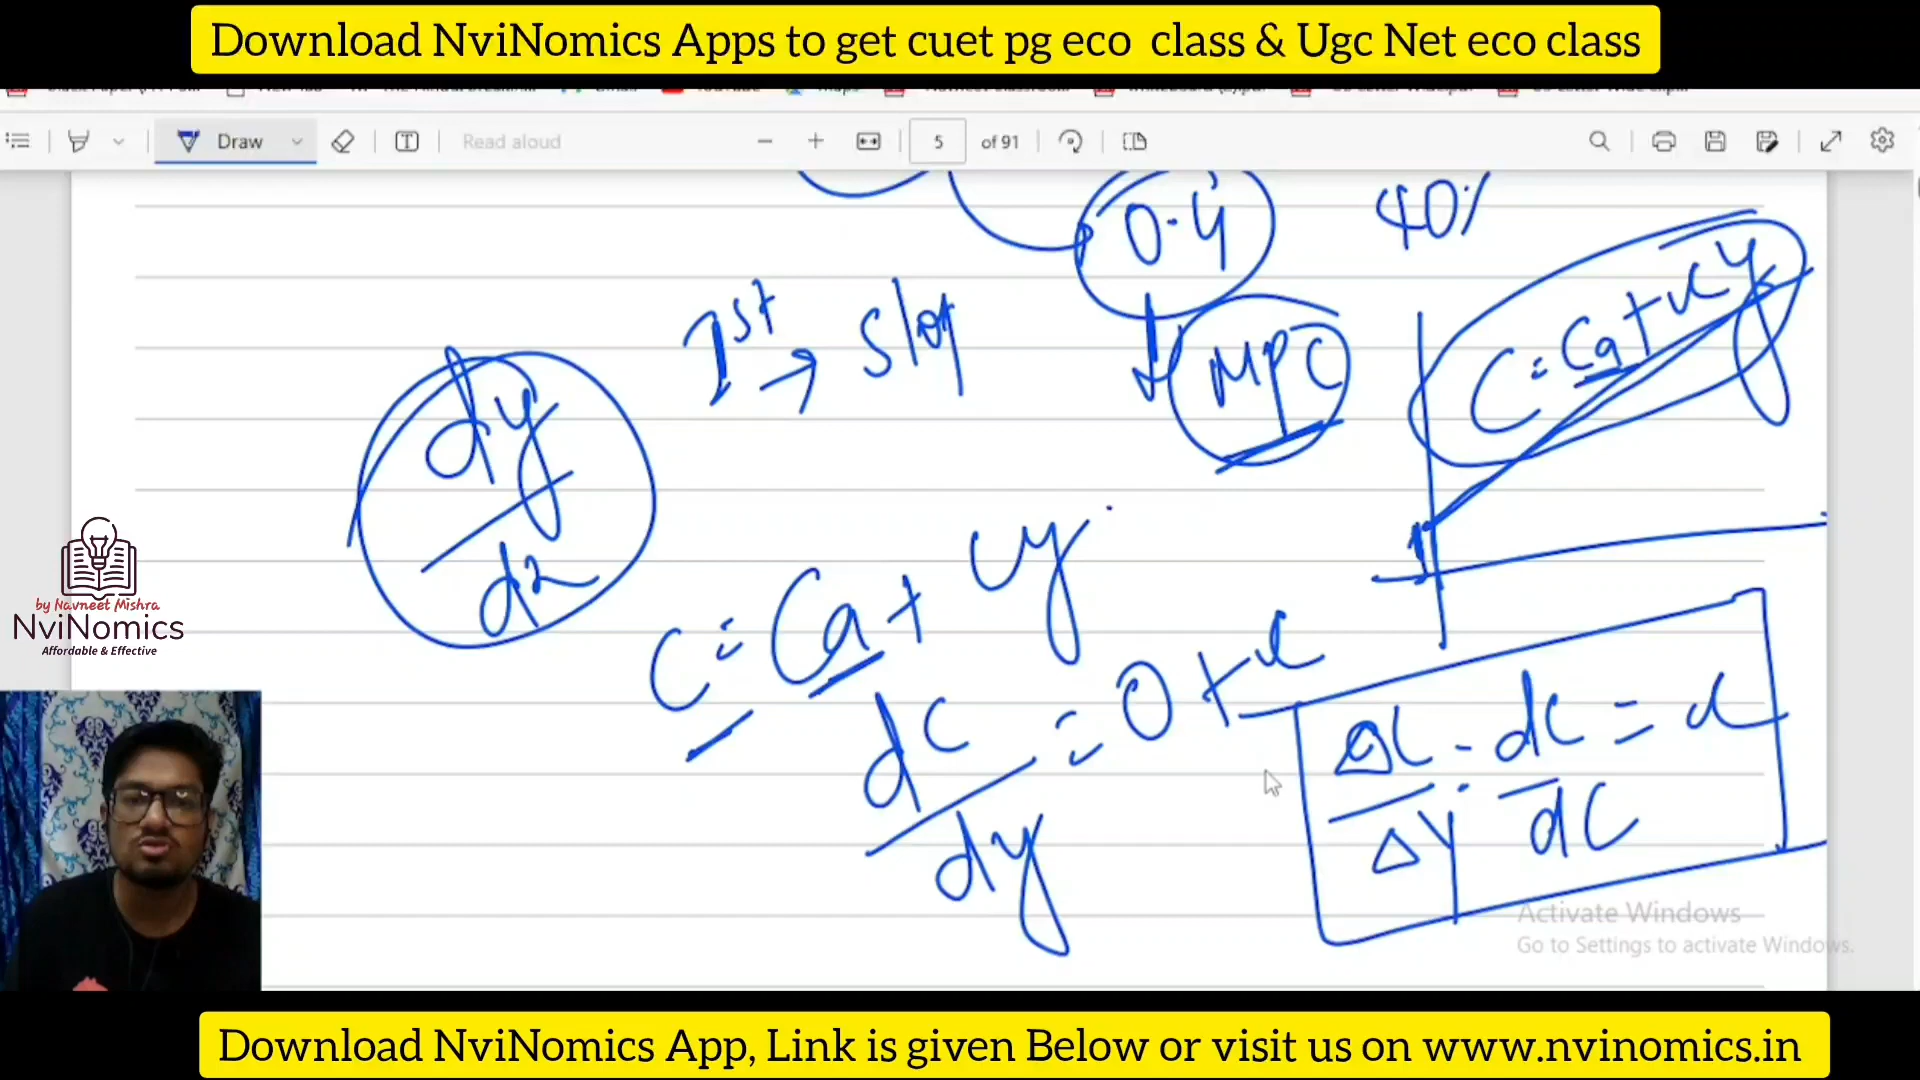 Download NviNomics Apps to get cuet pg eco class & Ugc Net eco class
Draw
Read aloud
5 of 91
0.4
40%
1st → Slop
MPC
C = Ca + cy
dy
dx
C = Ca + cy
dC = 0 + c
dy
ΔC = dC = c
ΔY dC
by Navneet Mishra
NviNomics
Affordable & Effective
Activate Windows
Go to Settings to activate Windows.
Download NviNomics App, Link is given Below or visit us on www.nvinomics.in